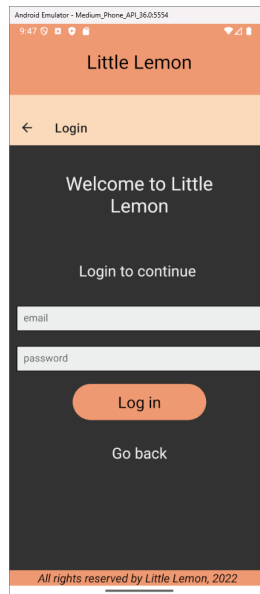 Android Emulator - Medium_Phone_API_36.0:5554
9:47
Little Lemon
Login
Welcome to Little
Lemon
Login to continue
email
password
Log in
Go back
All rights reserved by Little Lemon, 2022